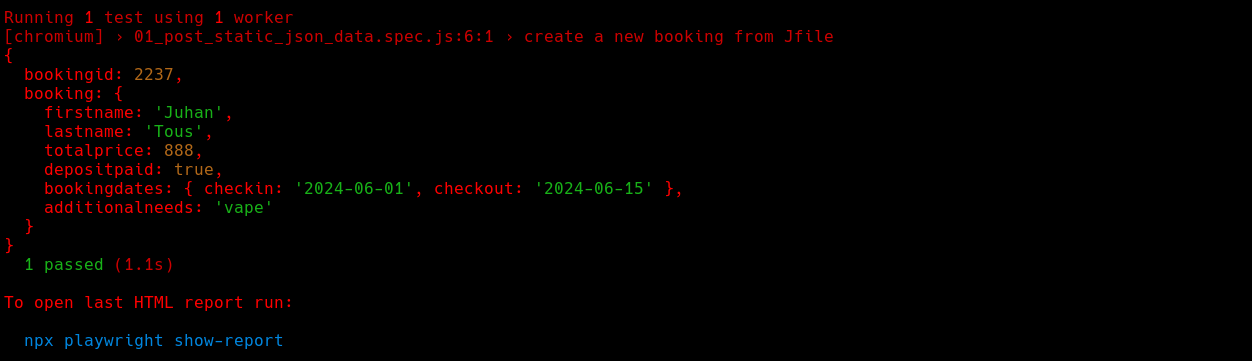 Running 1 test using 1 worker
[chromium] › 01_post_static_json_data.spec.js:6:1 › create a new booking from Jfile
{
  bookingid: 2237,
  booking: {
    firstname: 'Juhan',
    lastname: 'Tous',
    totalprice: 888,
    depositpaid: true,
    bookingdates: { checkin: '2024-06-01', checkout: '2024-06-15' },
    additionalneeds: 'vape'
  }
}
  1 passed (1.1s)

To open last HTML report run:

  npx playwright show-report